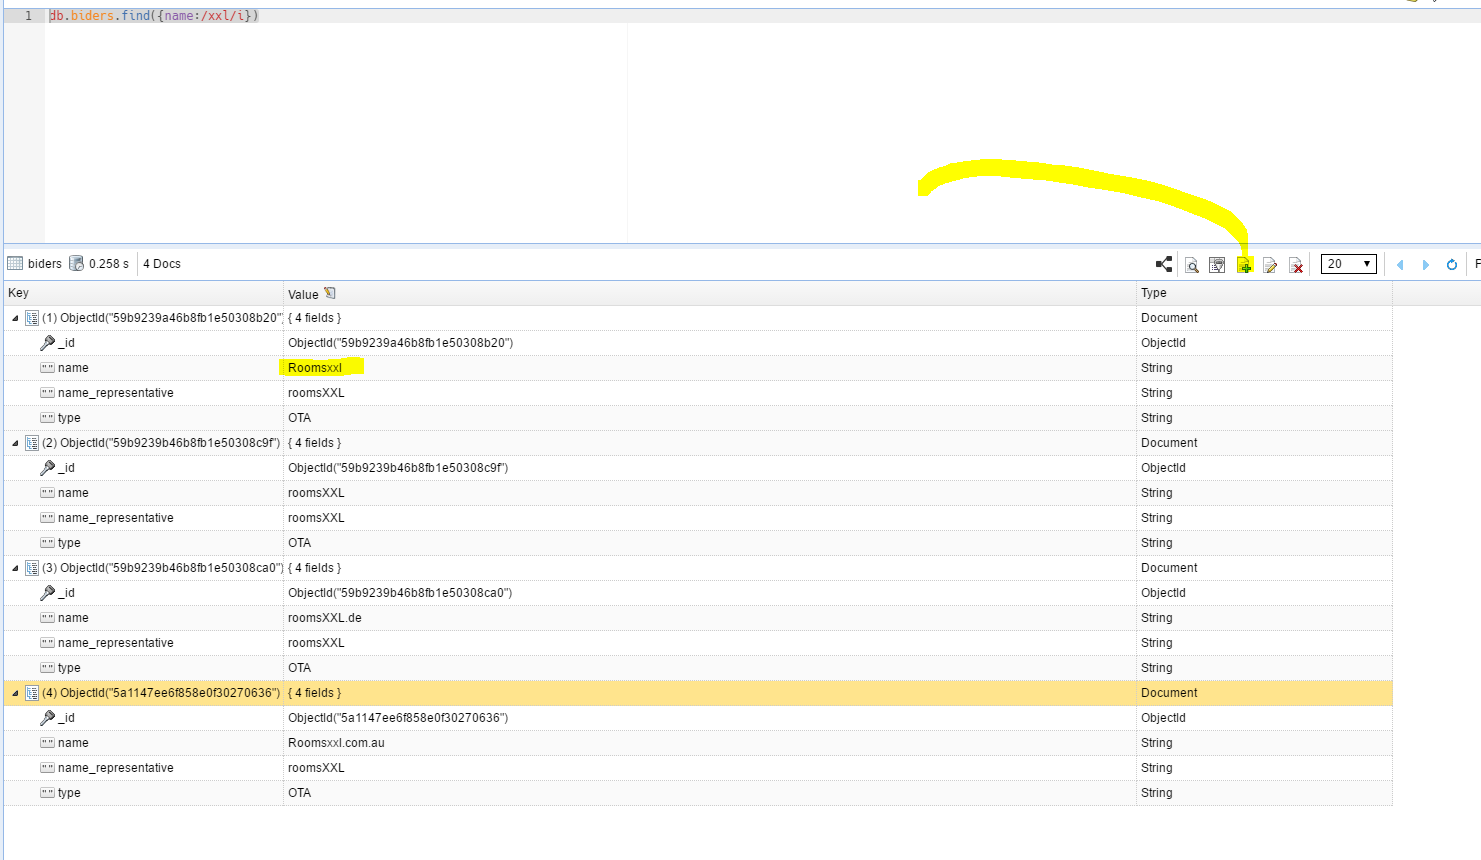 1 db.biders.find({name:/xxl/i})
biders 0.258 s 4 Docs 20 F
Key Value Type
(1) ObjectId("59b9239a46b8fb1e50308b20") { 4 fields } Document
_id ObjectId("59b9239a46b8fb1e50308b20") ObjectId
name Roomsxxl String
name_representative roomsXXL String
type OTA String
(2) ObjectId("59b9239b46b8fb1e50308c9f") { 4 fields } Document
_id ObjectId("59b9239b46b8fb1e50308c9f") ObjectId
name roomsXXL String
name_representative roomsXXL String
type OTA String
(3) ObjectId("59b9239b46b8fb1e50308ca0") { 4 fields } Document
_id ObjectId("59b9239b46b8fb1e50308ca0") ObjectId
name roomsXXL.de String
name_representative roomsXXL String
type OTA String
(4) ObjectId("5a1147ee6f858e0f30270636") { 4 fields } Document
_id ObjectId("5a1147ee6f858e0f30270636") ObjectId
name Roomsxxl.com.au String
name_representative roomsXXL String
type OTA String